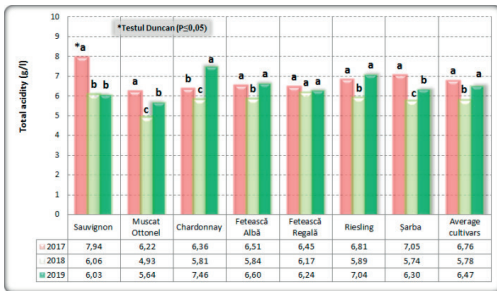 *Testul Duncan (P≤0,05)
Total acidity (g/l)
10
9
8
7
6
5
4
3
2
1
0
*a b b
a c b
b c a
a b a
a a a
a b a
a c b
a b a
Sauvignon Muscat Ottonel Chardonnay Fetească Albă Fetească Regală Riesling Șarba Average cultivars
2017 7,94 6,22 6,36 6,51 6,45 6,81 7,05 6,76
2018 6,06 4,93 5,81 5,84 6,17 5,89 5,74 5,78
2019 6,03 5,64 7,46 6,60 6,24 7,04 6,30 6,47